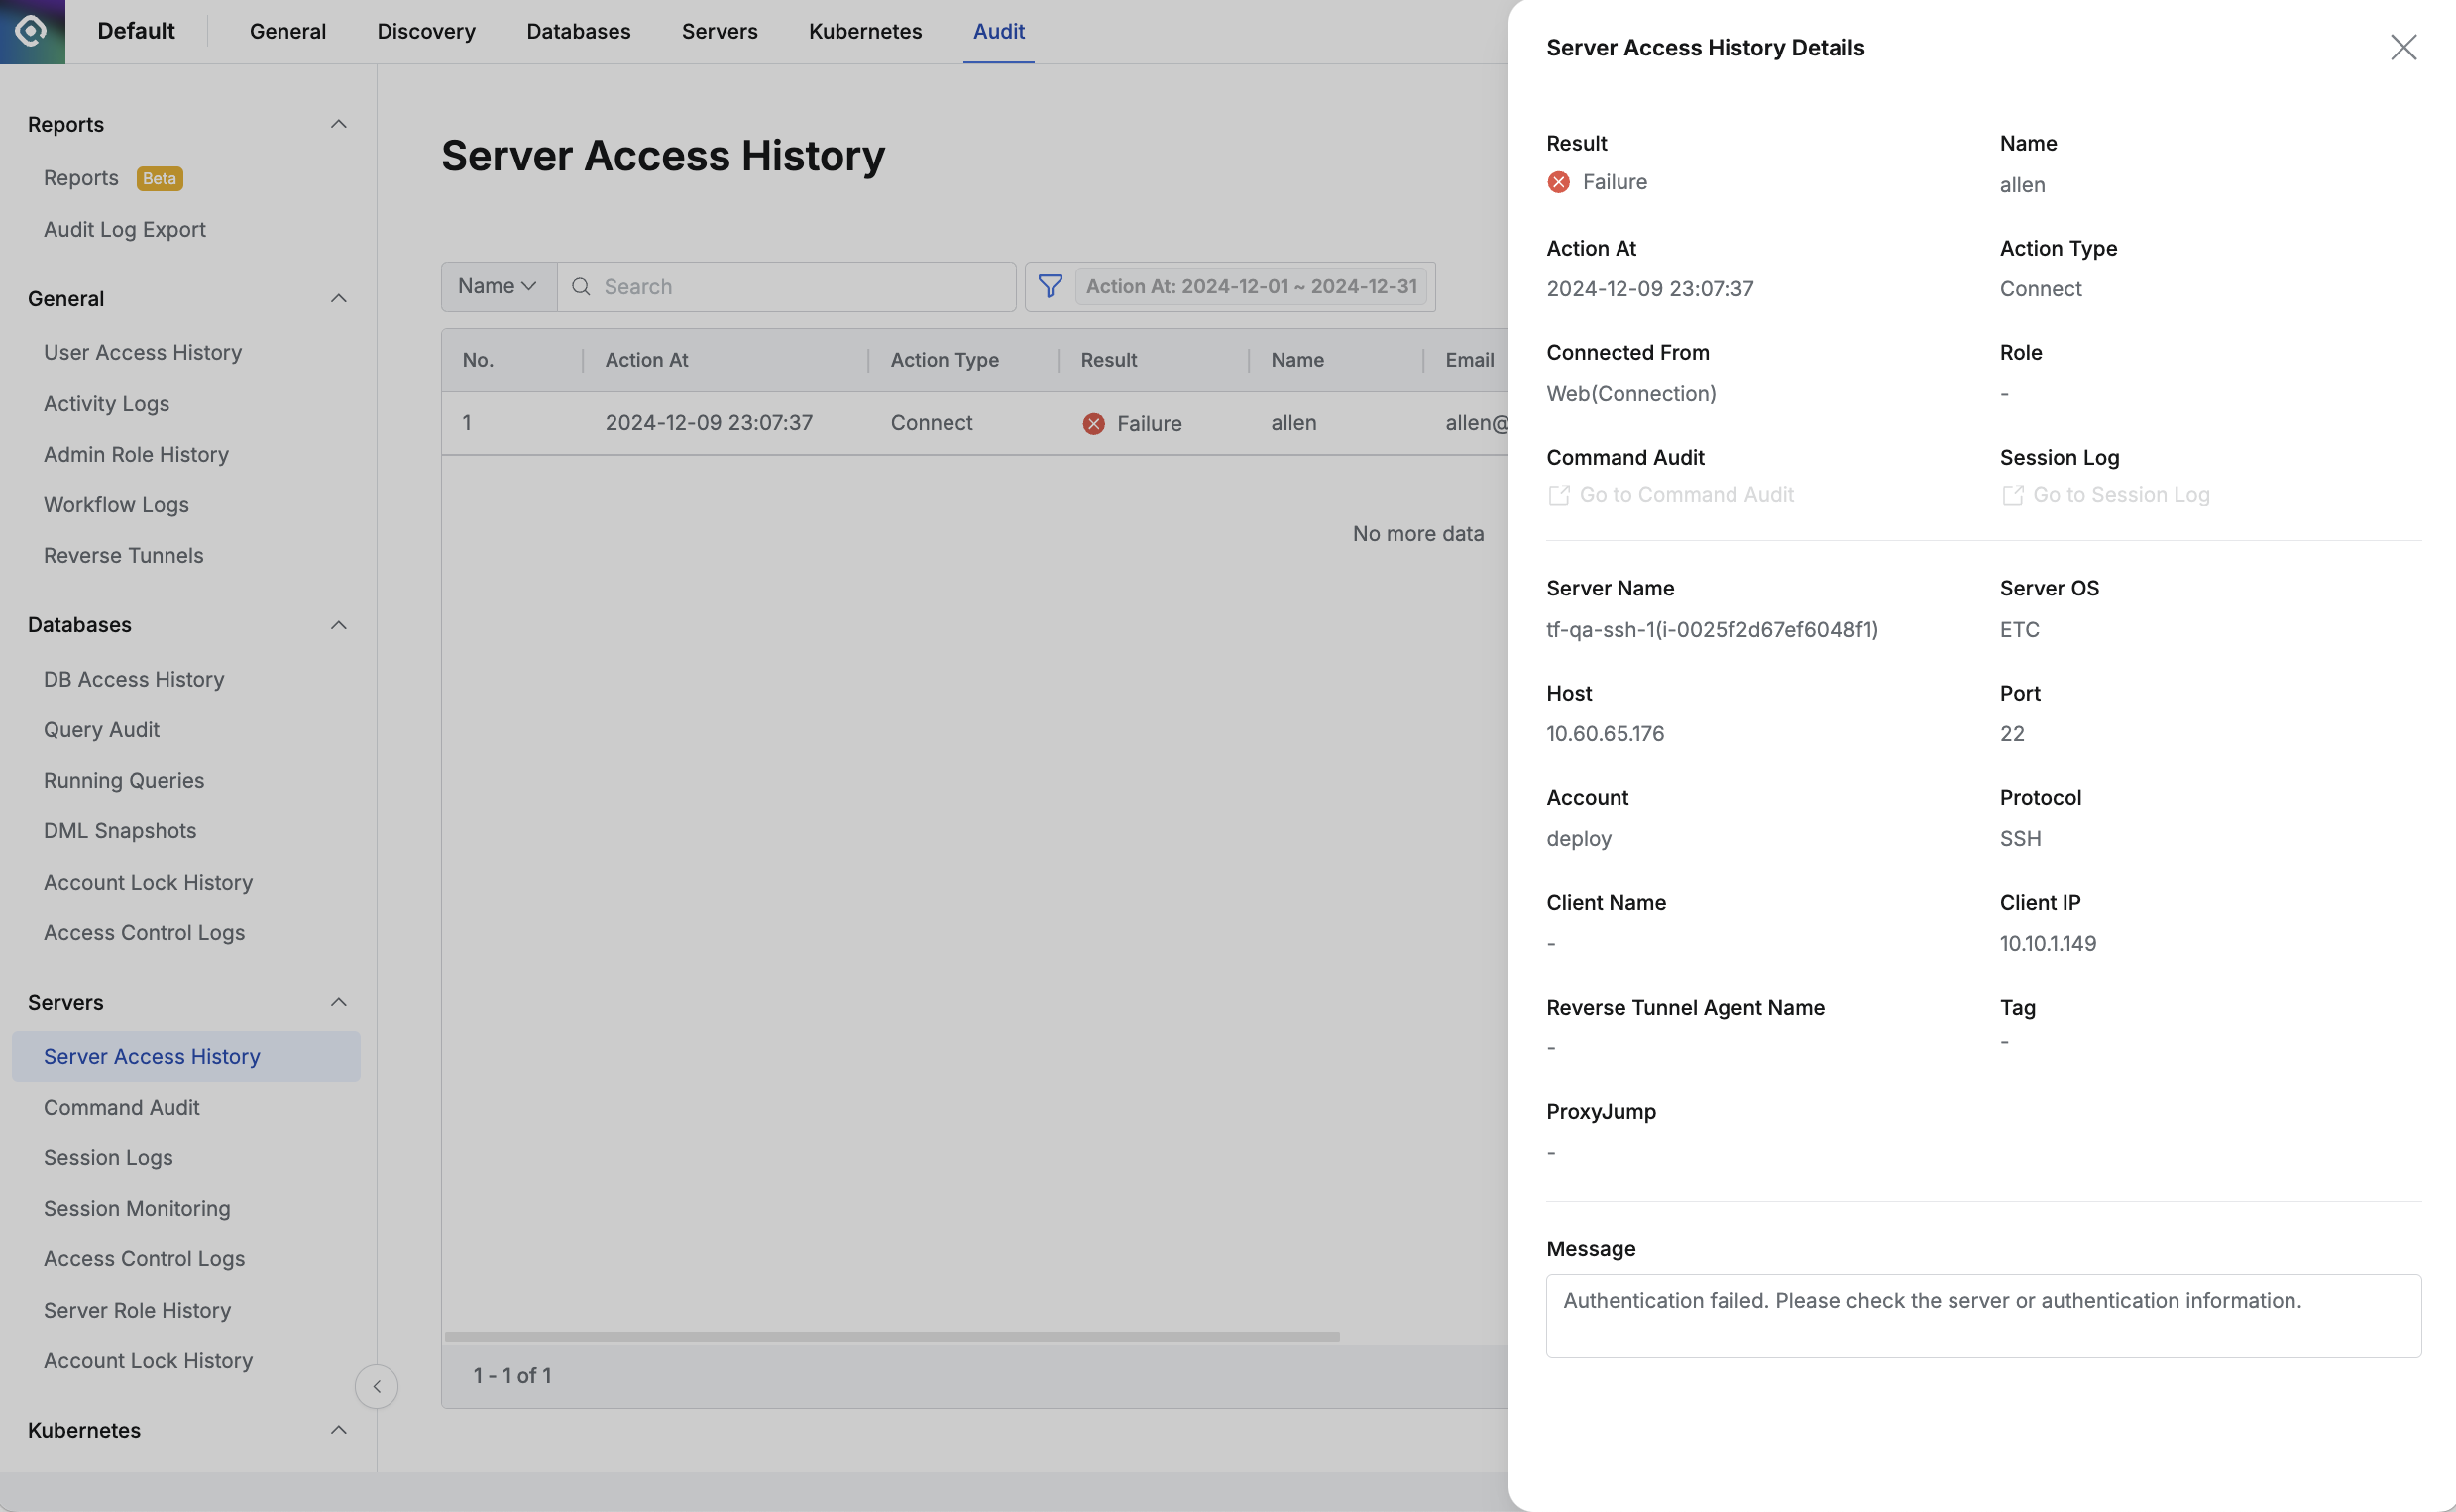 Default
General
Discovery
Databases
Servers
Kubernetes
Audit
Reports
Reports Beta
Audit Log Export
General
User Access History
Activity Logs
Admin Role History
Workflow Logs
Reverse Tunnels
Databases
DB Access History
Query Audit
Running Queries
DML Snapshots
Account Lock History
Access Control Logs
Servers
Server Access History
Command Audit
Session Logs
Session Monitoring
Access Control Logs
Server Role History
Account Lock History
Kubernetes
Server Access History
Name Search Action At: 2024-12-01 ~ 2024-12-31
No. Action At Action Type Result Name Email
1 2024-12-09 23:07:37 Connect Failure allen allen@
No more data
1 - 1 of 1
Server Access History Details
Result Name
Failure allen
Action At Action Type
2024-12-09 23:07:37 Connect
Connected From Role
Web(Connection) -
Command Audit Session Log
Go to Command Audit Go to Session Log
Server Name Server OS
tf-qa-ssh-1(i-0025f2d67ef6048f1) ETC
Host Port
10.60.65.176 22
Account Protocol
deploy SSH
Client Name Client IP
- 10.10.1.149
Reverse Tunnel Agent Name Tag
- -
ProxyJump
-
Message
Authentication failed. Please check the server or authentication information.